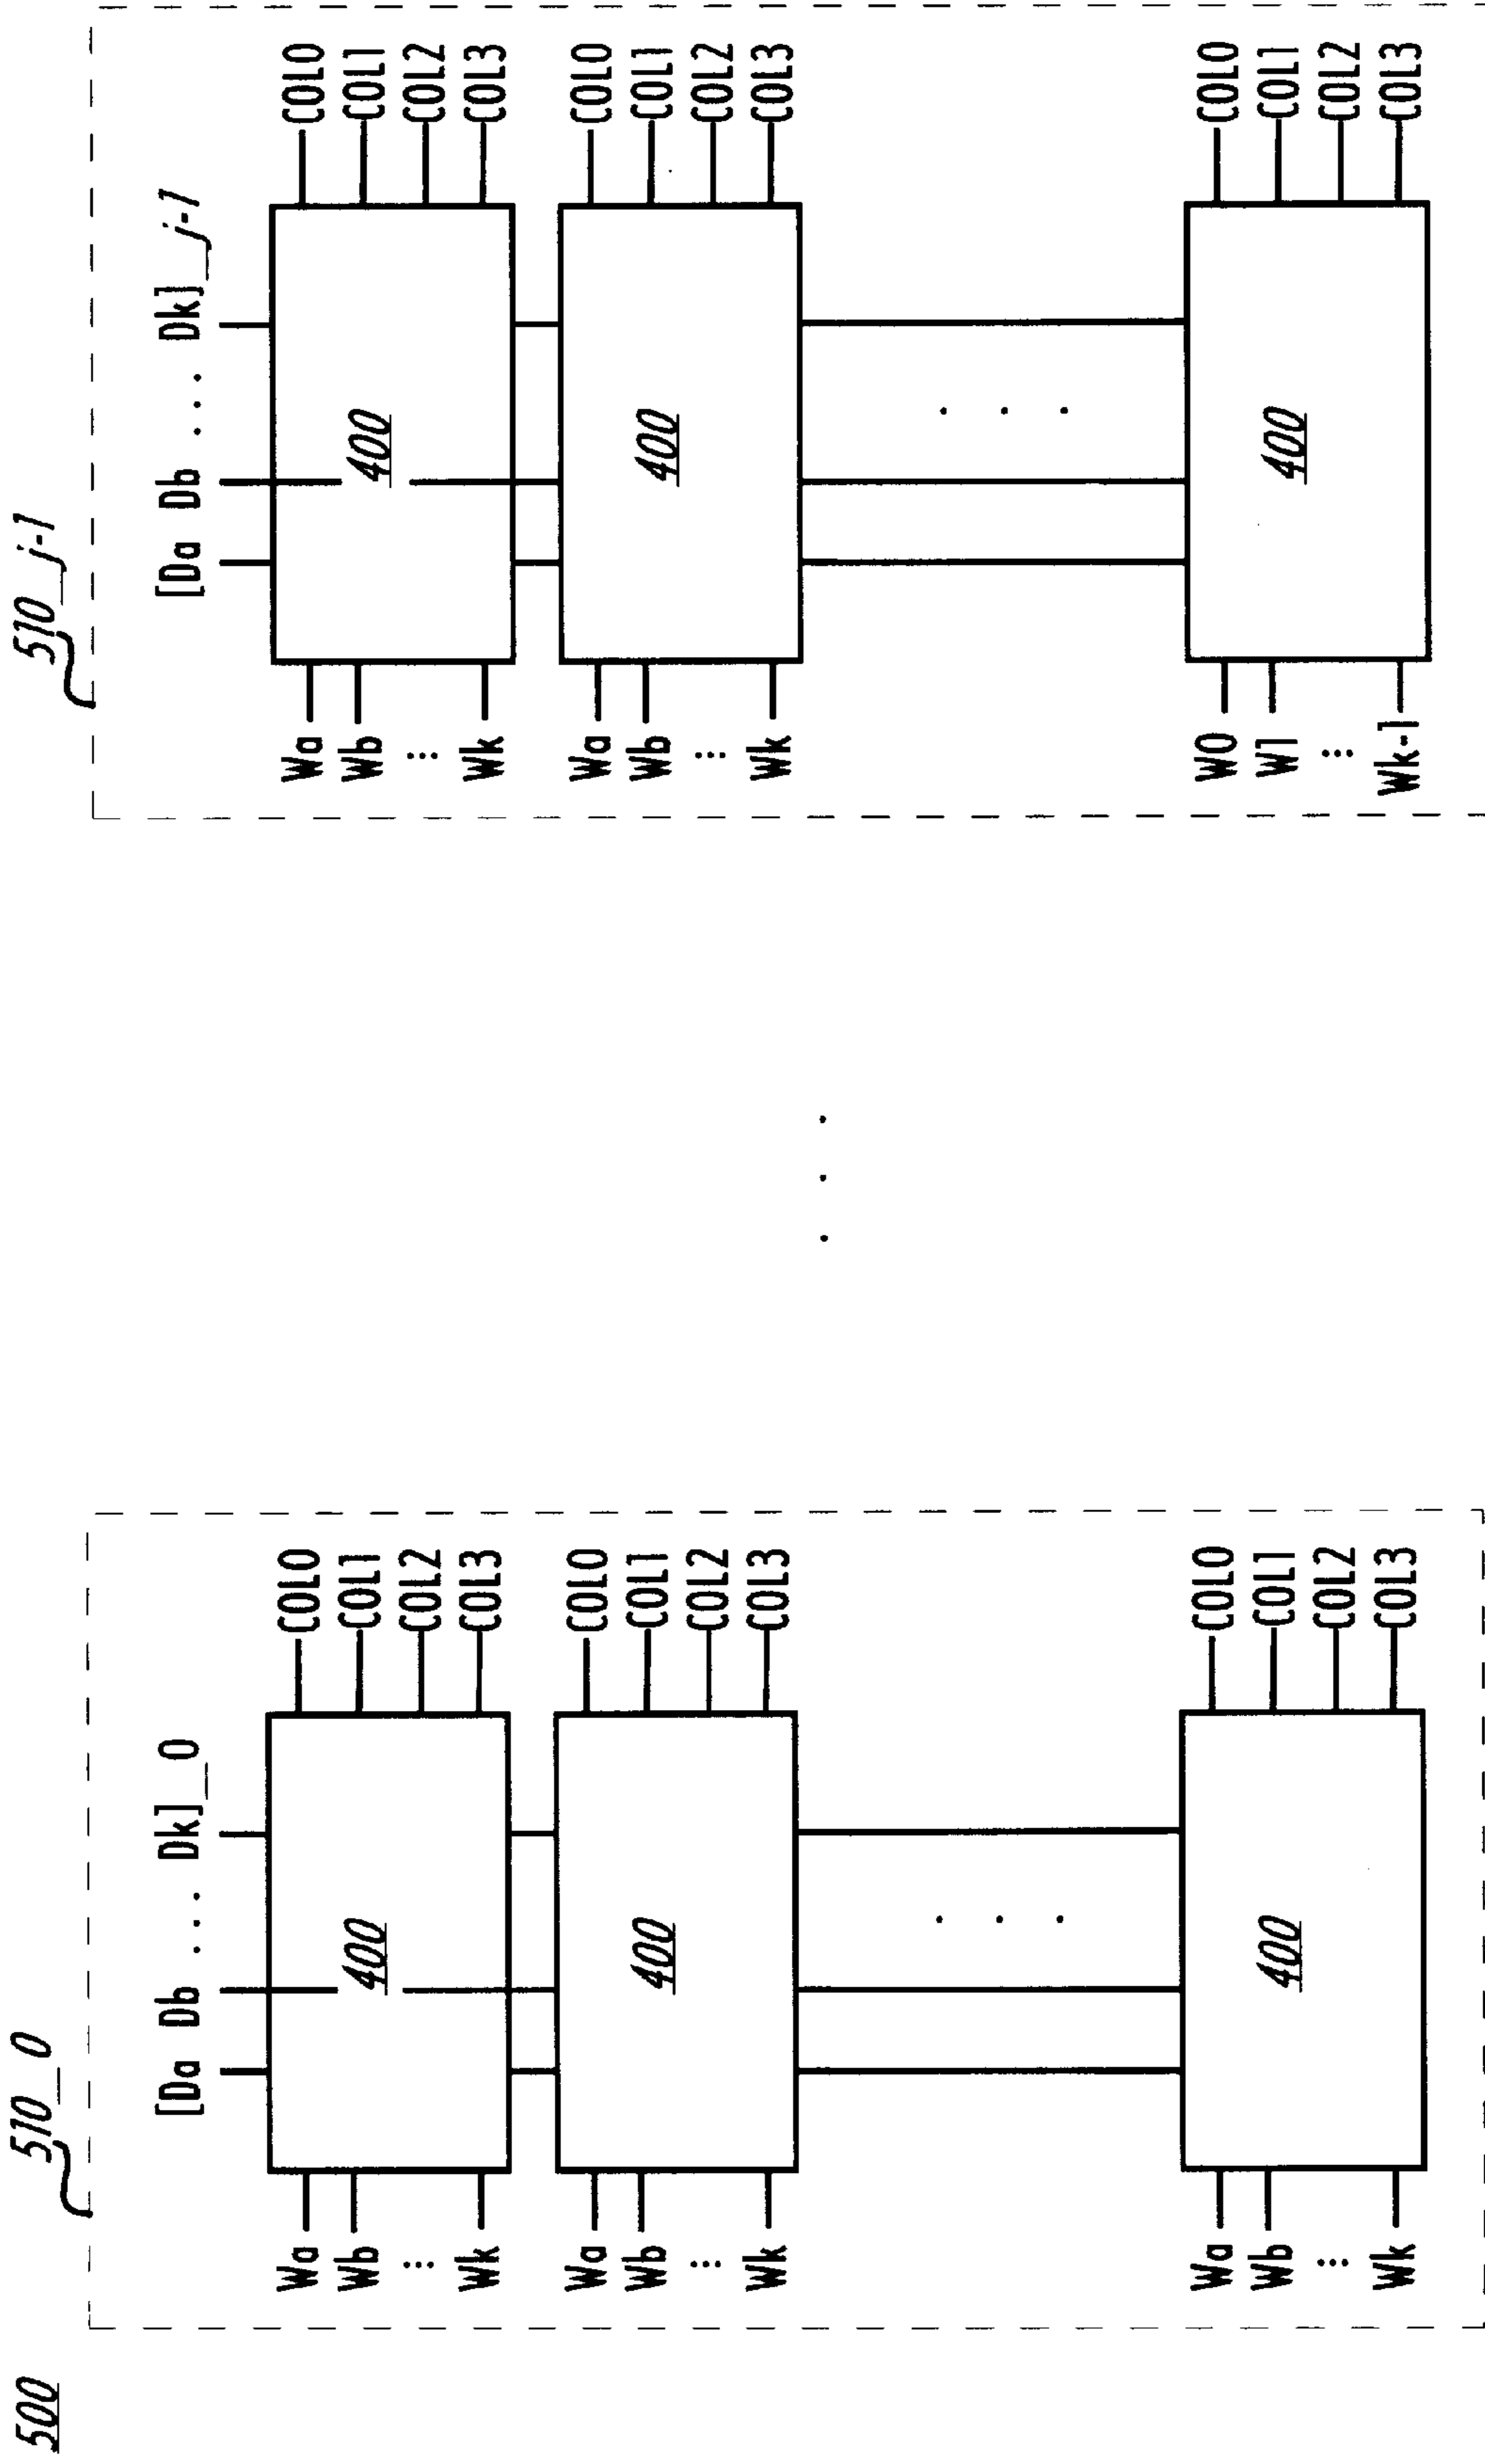 500
510_0
[Da Db ... Dk]_0
Wa
Wb
⋮
Wk
400
COL0
COL1
COL2
COL3
Wa
Wb
⋮
Wk
400
COL0
COL1
COL2
COL3
. . .
Wa
Wb
⋮
Wk
400
COL0
COL1
COL2
COL3
. . .
510_j-1
[Da Db ... Dk]_j-1
Wa
Wb
⋮
Wk
400
COL0
COL1
COL2
COL3
Wa
Wb
⋮
Wk
400
COL0
COL1
COL2
COL3
. . .
W0
W1
⋮
Wk-1
400
COL0
COL1
COL2
COL3